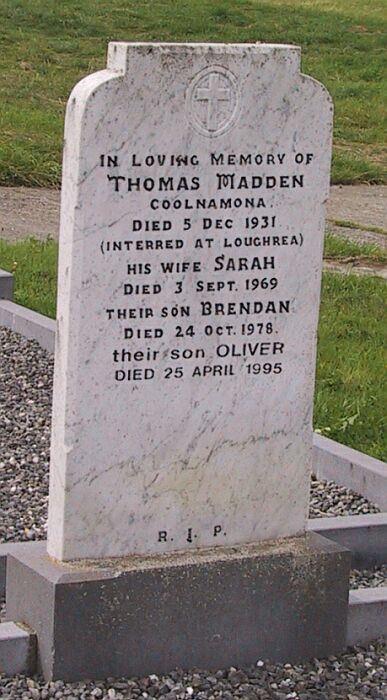 IN LOVING MEMORY OF
THOMAS MADDEN
COOLNAMONA.
DIED 5 DEC 1931
(INTERRED AT LOUGHREA)
HIS WIFE SARAH
DIED 3 SEPT. 1969
THEIR SON BRENDAN
DIED 24 OCT. 1978.
their son OLIVER
DIED 25 APRIL 1995
R. I. P.